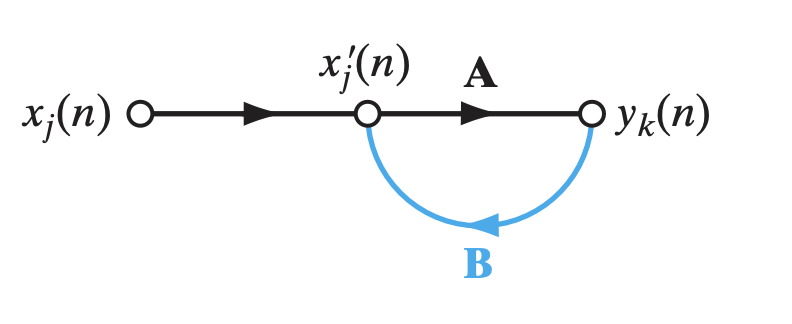 x′ⱼ(n)
A
xⱼ(n)
yₖ(n)
B